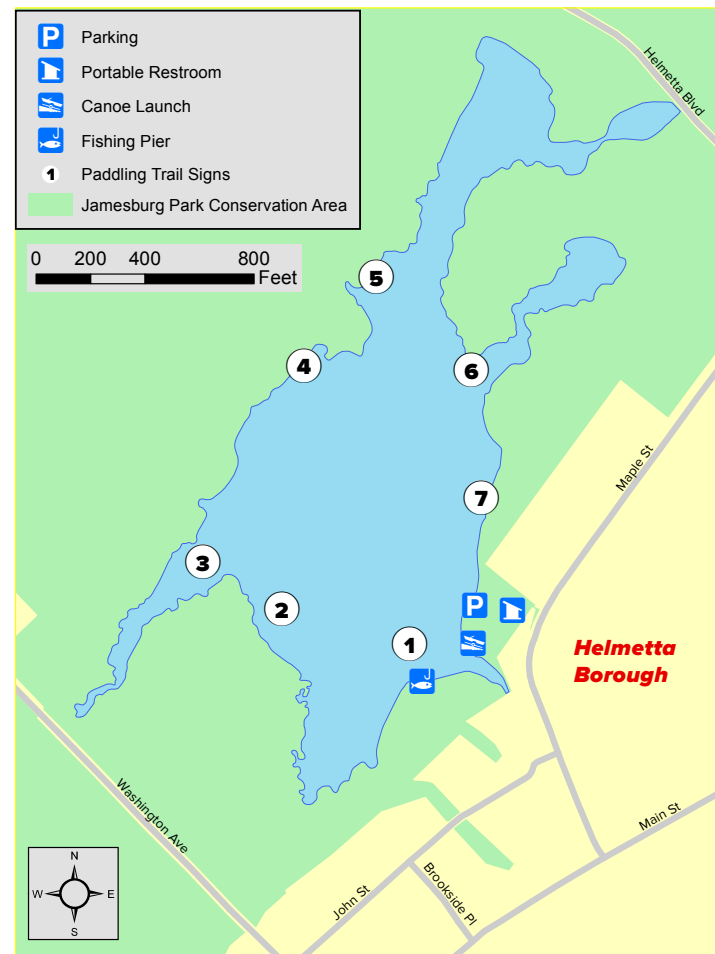 P Parking
Portable Restroom
Canoe Launch
Fishing Pier
1 Paddling Trail Signs
Jamesburg Park Conservation Area
0 200 400 800
Feet
Helmetta Blvd
5
4
6
Maple St
7
3
2
P
1
Helmetta
Borough
Washington Ave
Main St
John St
Brookside Pl
N
W E
S